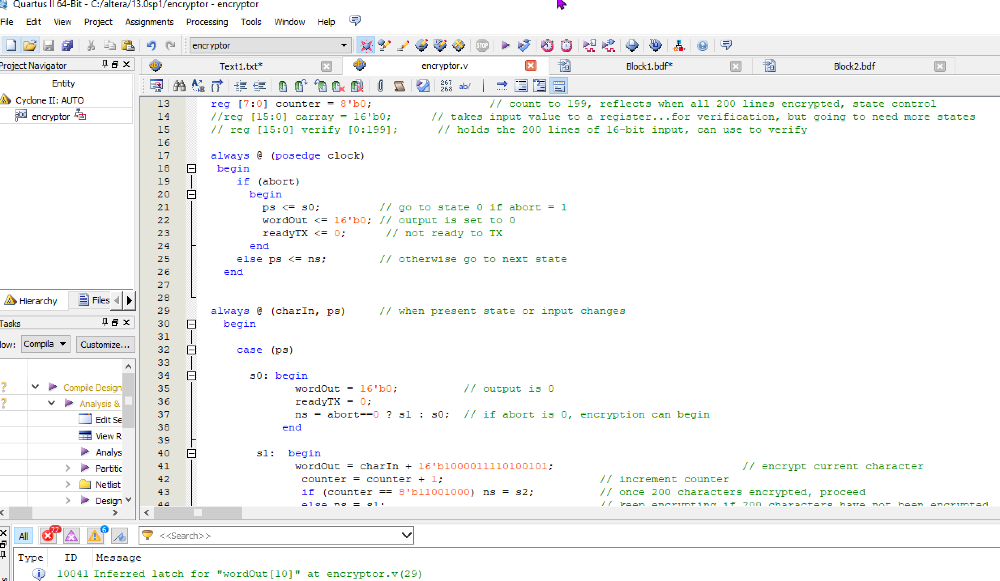 Quartus II 64-Bit - C:/altera/13.0sp1/encryptor - encryptor
File Edit View Project Assignments Processing Tools Window Help
encryptor
STOP
Project Navigator
Text1.txt*
encryptor.v
Block1.bdf*
Block2.bdf
Entity
Cyclone II: AUTO
encryptor
267
268
ab/
13 reg [7:0] counter = 8'b0; // count to 199, reflects when all 200 lines encrypted, state control
14 //reg [15:0] carray = 16'b0; // takes input value to a register...for verification, but going to need more states
15 // reg [15:0] verify [0:199]; // holds the 200 lines of 16-bit input, can use to verify
16
17 always @ (posedge clock)
18 begin
19 if (abort)
20 begin
21 ps <= s0; // go to state 0 if abort = 1
22 wordOut <= 16'b0; // output is set to 0
23 readyTX <= 0; // not ready to TX
24 end
25 else ps <= ns; // otherwise go to next state
26 end
27
28
29 always @ (charIn, ps) // when present state or input changes
30 begin
31
32 case (ps)
33
34 s0: begin
35 wordOut = 16'b0; // output is 0
36 readyTX = 0;
37 ns = abort==0 ? s1 : s0; // if abort is 0, encryption can begin
38 end
39
40 s1: begin
41 wordOut = charIn + 16'b1000011110100101; // encrypt current character
42 counter = counter + 1; // increment counter
43 if (counter == 8'b11001000) ns = s2; // once 200 characters encrypted, proceed
44 else ns = s1; // keep encrypting if 200 characters have not been encrypted
Hierarchy Files
Tasks
low: Compila Customize...
Compile Design
Analysis &
Edit Se
View R
Analys
Partitic
Netlist
Design
All 22 6 <<Search>>
Type ID Message
10041 Inferred latch for "wordOut[10]" at encryptor.v(29)